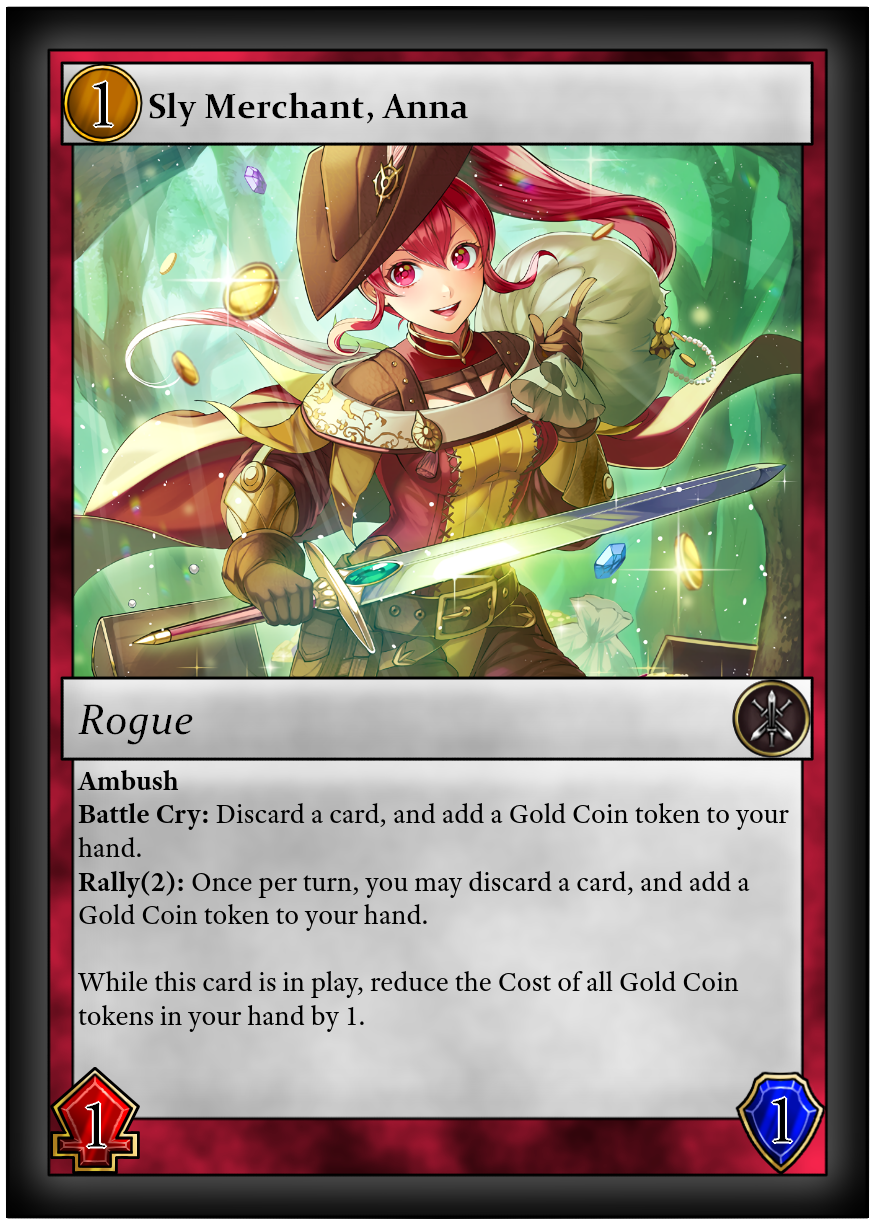 1 Sly Merchant, Anna
Rogue
Ambush
Battle Cry: Discard a card, and add a Gold Coin token to your
hand.
Rally(2): Once per turn, you may discard a card, and add a
Gold Coin token to your hand.
While this card is in play, reduce the Cost of all Gold Coin
tokens in your hand by 1.
1 1